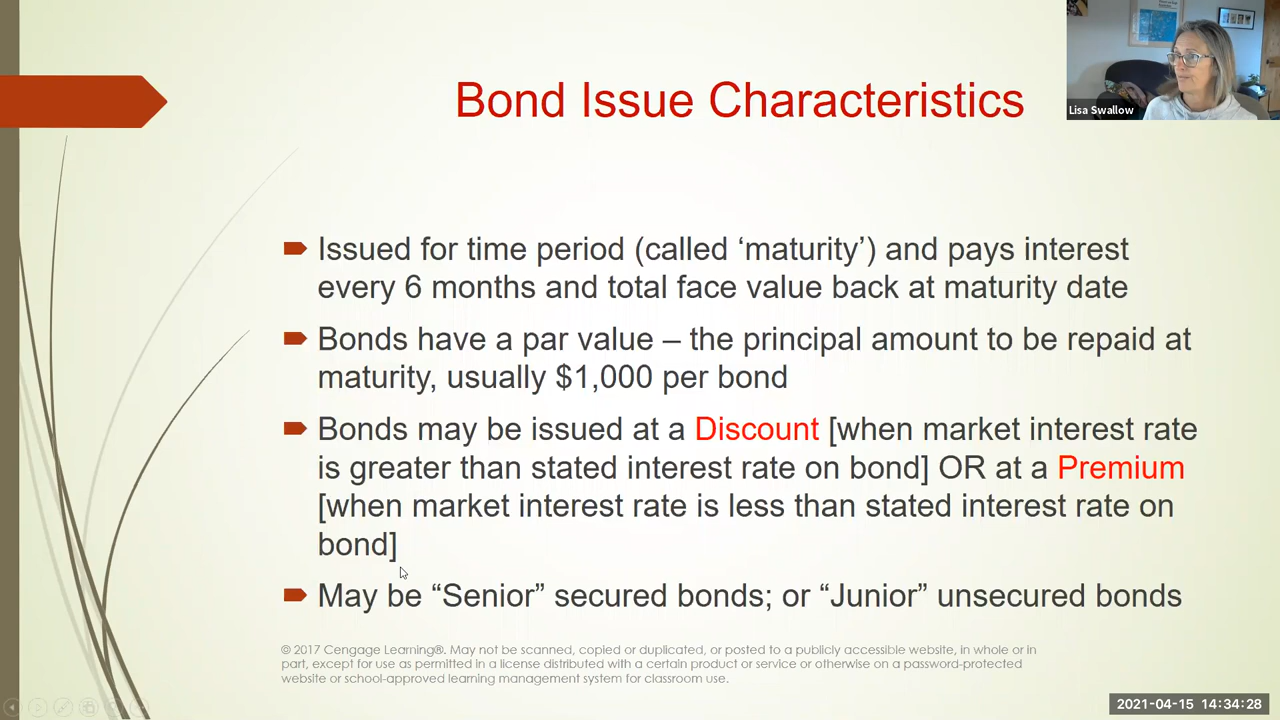 Bond Issue Characteristics
Lisa Swallow
Issued for time period (called ‘maturity’) and pays interest
every 6 months and total face value back at maturity date
Bonds have a par value – the principal amount to be repaid at
maturity, usually $1,000 per bond
Bonds may be issued at a Discount [when market interest rate
is greater than stated interest rate on bond] OR at a Premium
[when market interest rate is less than stated interest rate on
bond]
May be “Senior” secured bonds; or “Junior” unsecured bonds
© 2017 Cengage Learning®. May not be scanned, copied or duplicated, or posted to a publicly accessible website, in whole or in
part, except for use as permitted in a license distributed with a certain product or service or otherwise on a password-protected
website or school-approved learning management system for classroom use.
2021-04-15 14:34:28